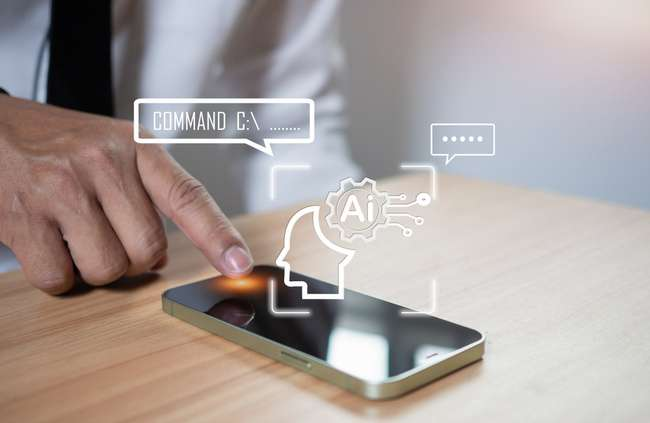 COMMAND C:\ ........
Ai